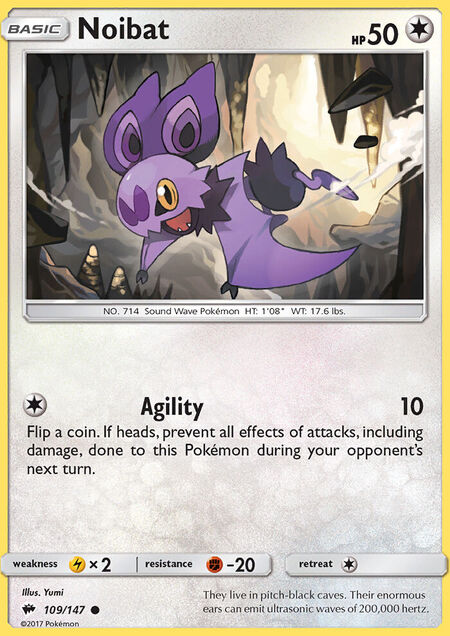 BASIC Noibat HP 50
NO. 714 Sound Wave Pokémon HT: 1'08" WT: 17.6 lbs.
Agility 10
Flip a coin. If heads, prevent all effects of attacks, including
damage, done to this Pokémon during your opponent's
next turn.
weakness × 2 resistance -20 retreat
Illus. Yumi
109/147
©2017 Pokémon
They live in pitch-black caves. Their enormous
ears can emit ultrasonic waves of 200,000 hertz.